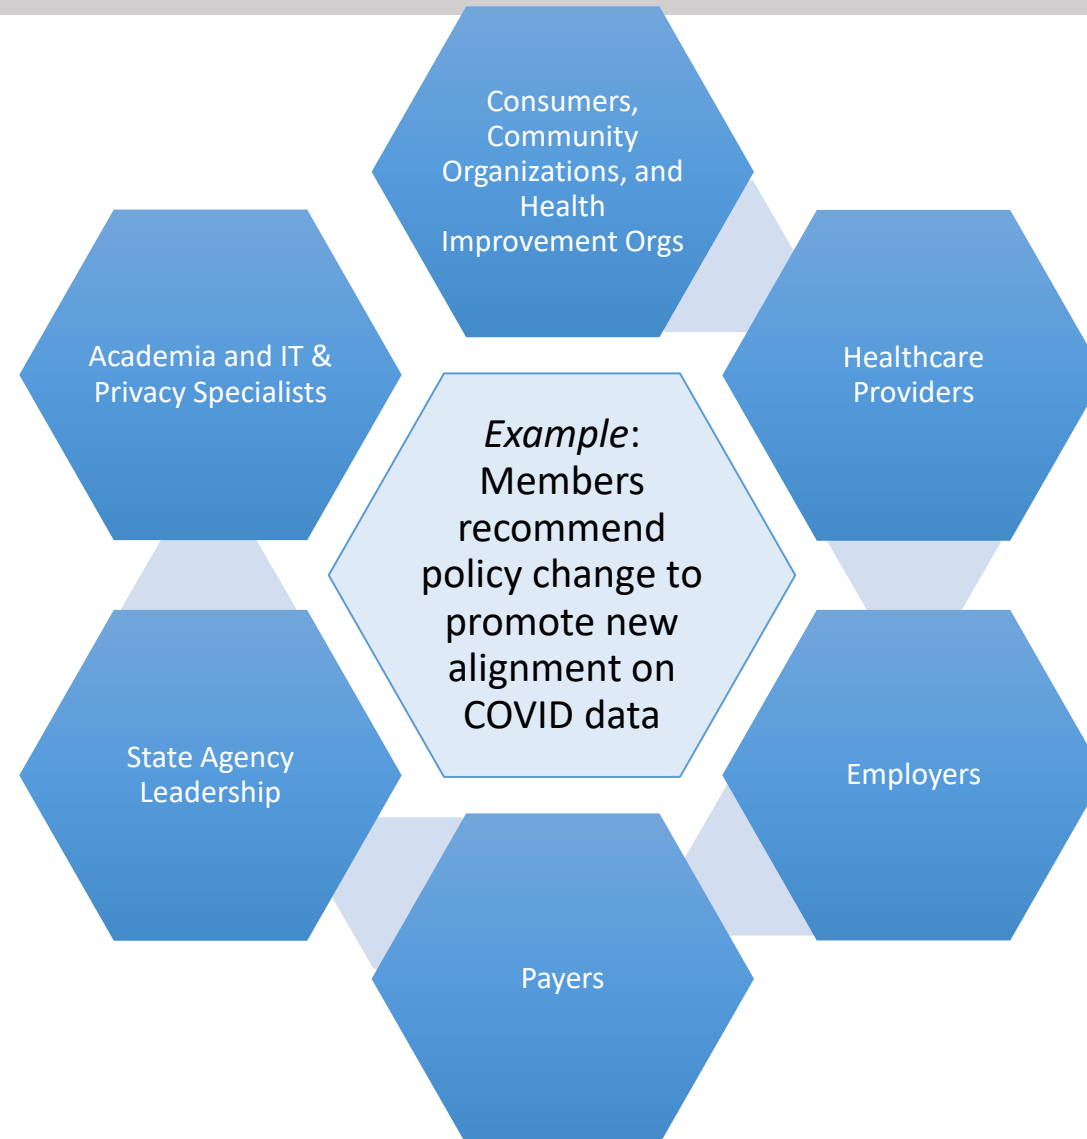 Consumers,
Community
Organizations, and
Health
Improvement Orgs
Healthcare
Providers
Employers
Payers
State Agency
Leadership
Academia and IT &
Privacy Specialists
Example:
Members
recommend
policy change to
promote new
alignment on
COVID data